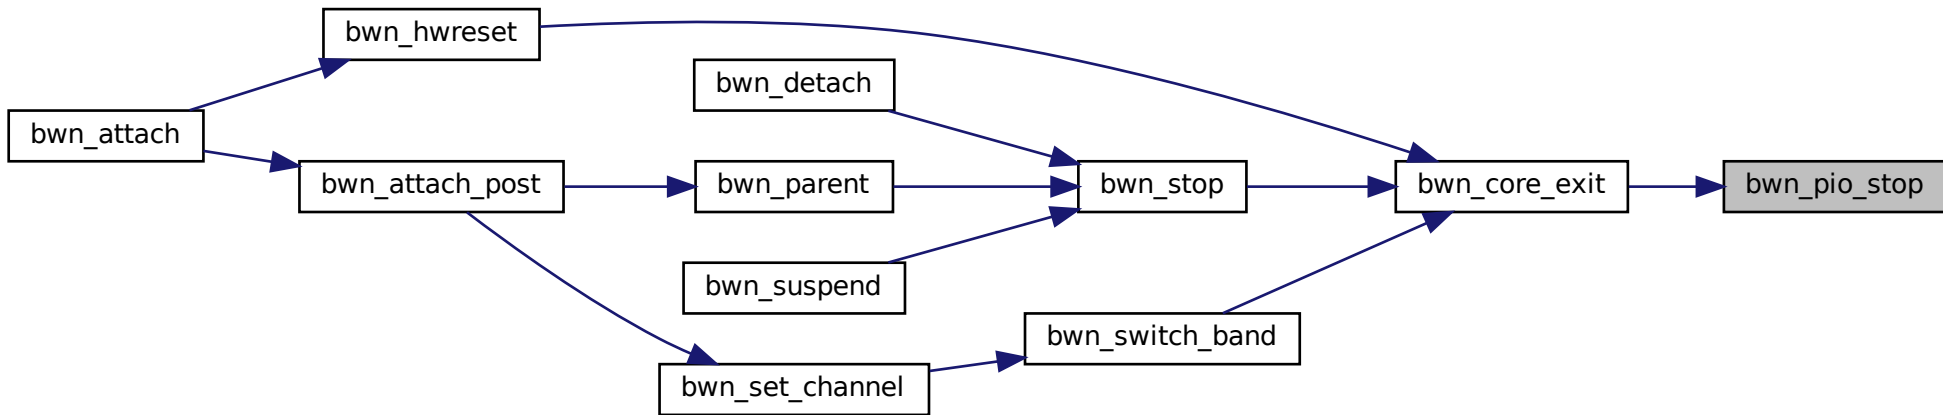 bwn_hwreset
bwn_detach
bwn_attach
bwn_attach_post
bwn_parent
bwn_stop
bwn_core_exit
bwn_pio_stop
bwn_suspend
bwn_switch_band
bwn_set_channel